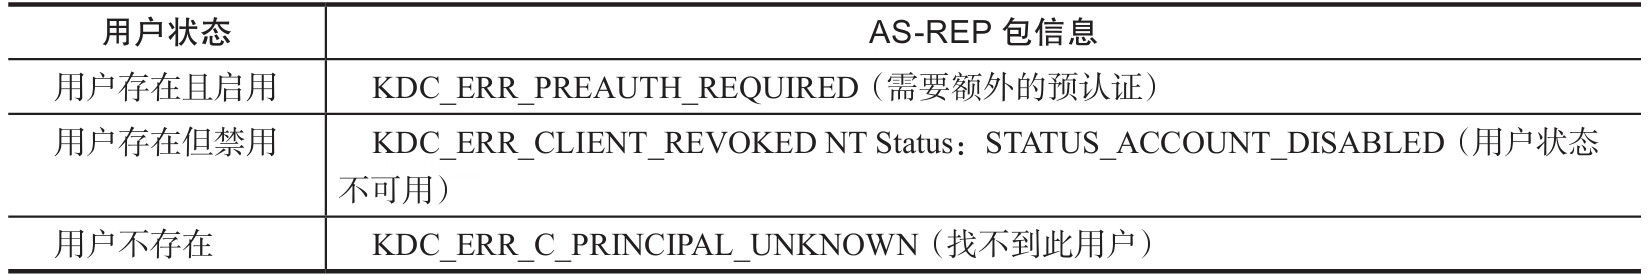 用户状态 AS-REP 包信息
用户存在且启用 KDC_ERR_PREAUTH_REQUIRED（需要额外的预认证）
用户存在但禁用 KDC_ERR_CLIENT_REVOKED NT Status：STATUS_ACCOUNT_DISABLED（用户状态
不可用）
用户不存在 KDC_ERR_C_PRINCIPAL_UNKNOWN（找不到此用户）